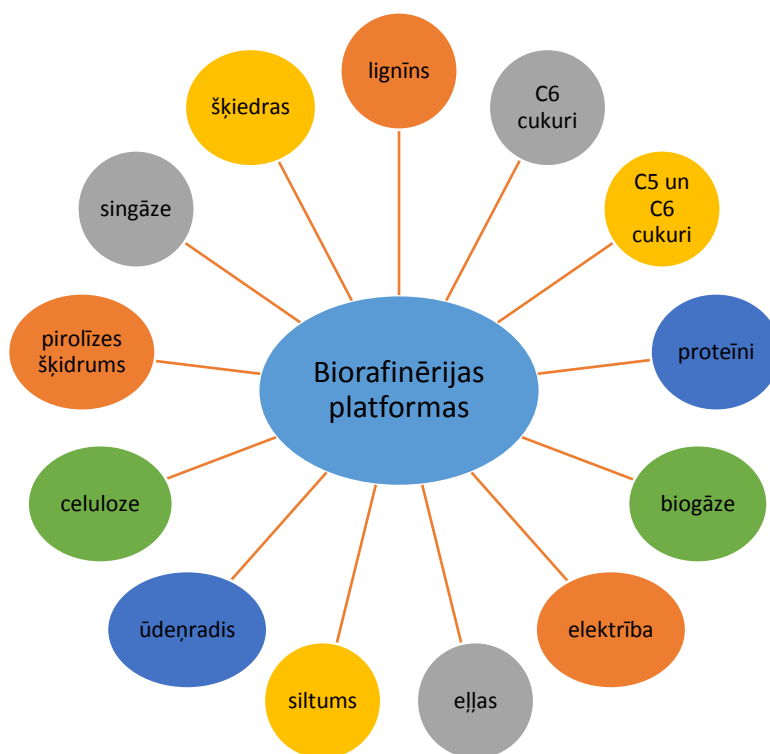 lignīns
C6
cukuri
C5 un
C6
cukuri
proteīni
biogāze
elektrība
eļļas
siltums
ūdeņradis
celuloze
pirolīzes
šķidrums
singāze
šķiedras
Biorafinērijas
platformas